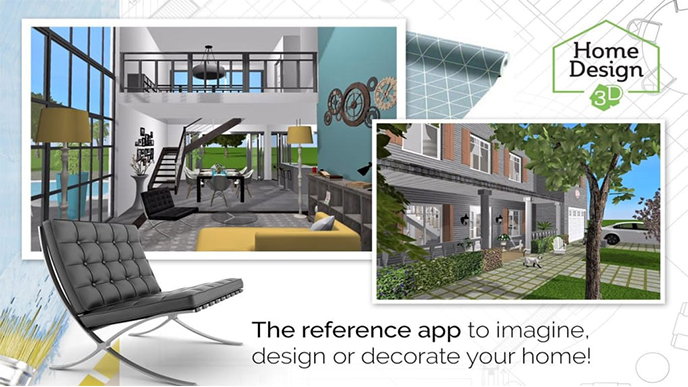 Home
Design
3D
The reference app to imagine,
design or decorate your home!